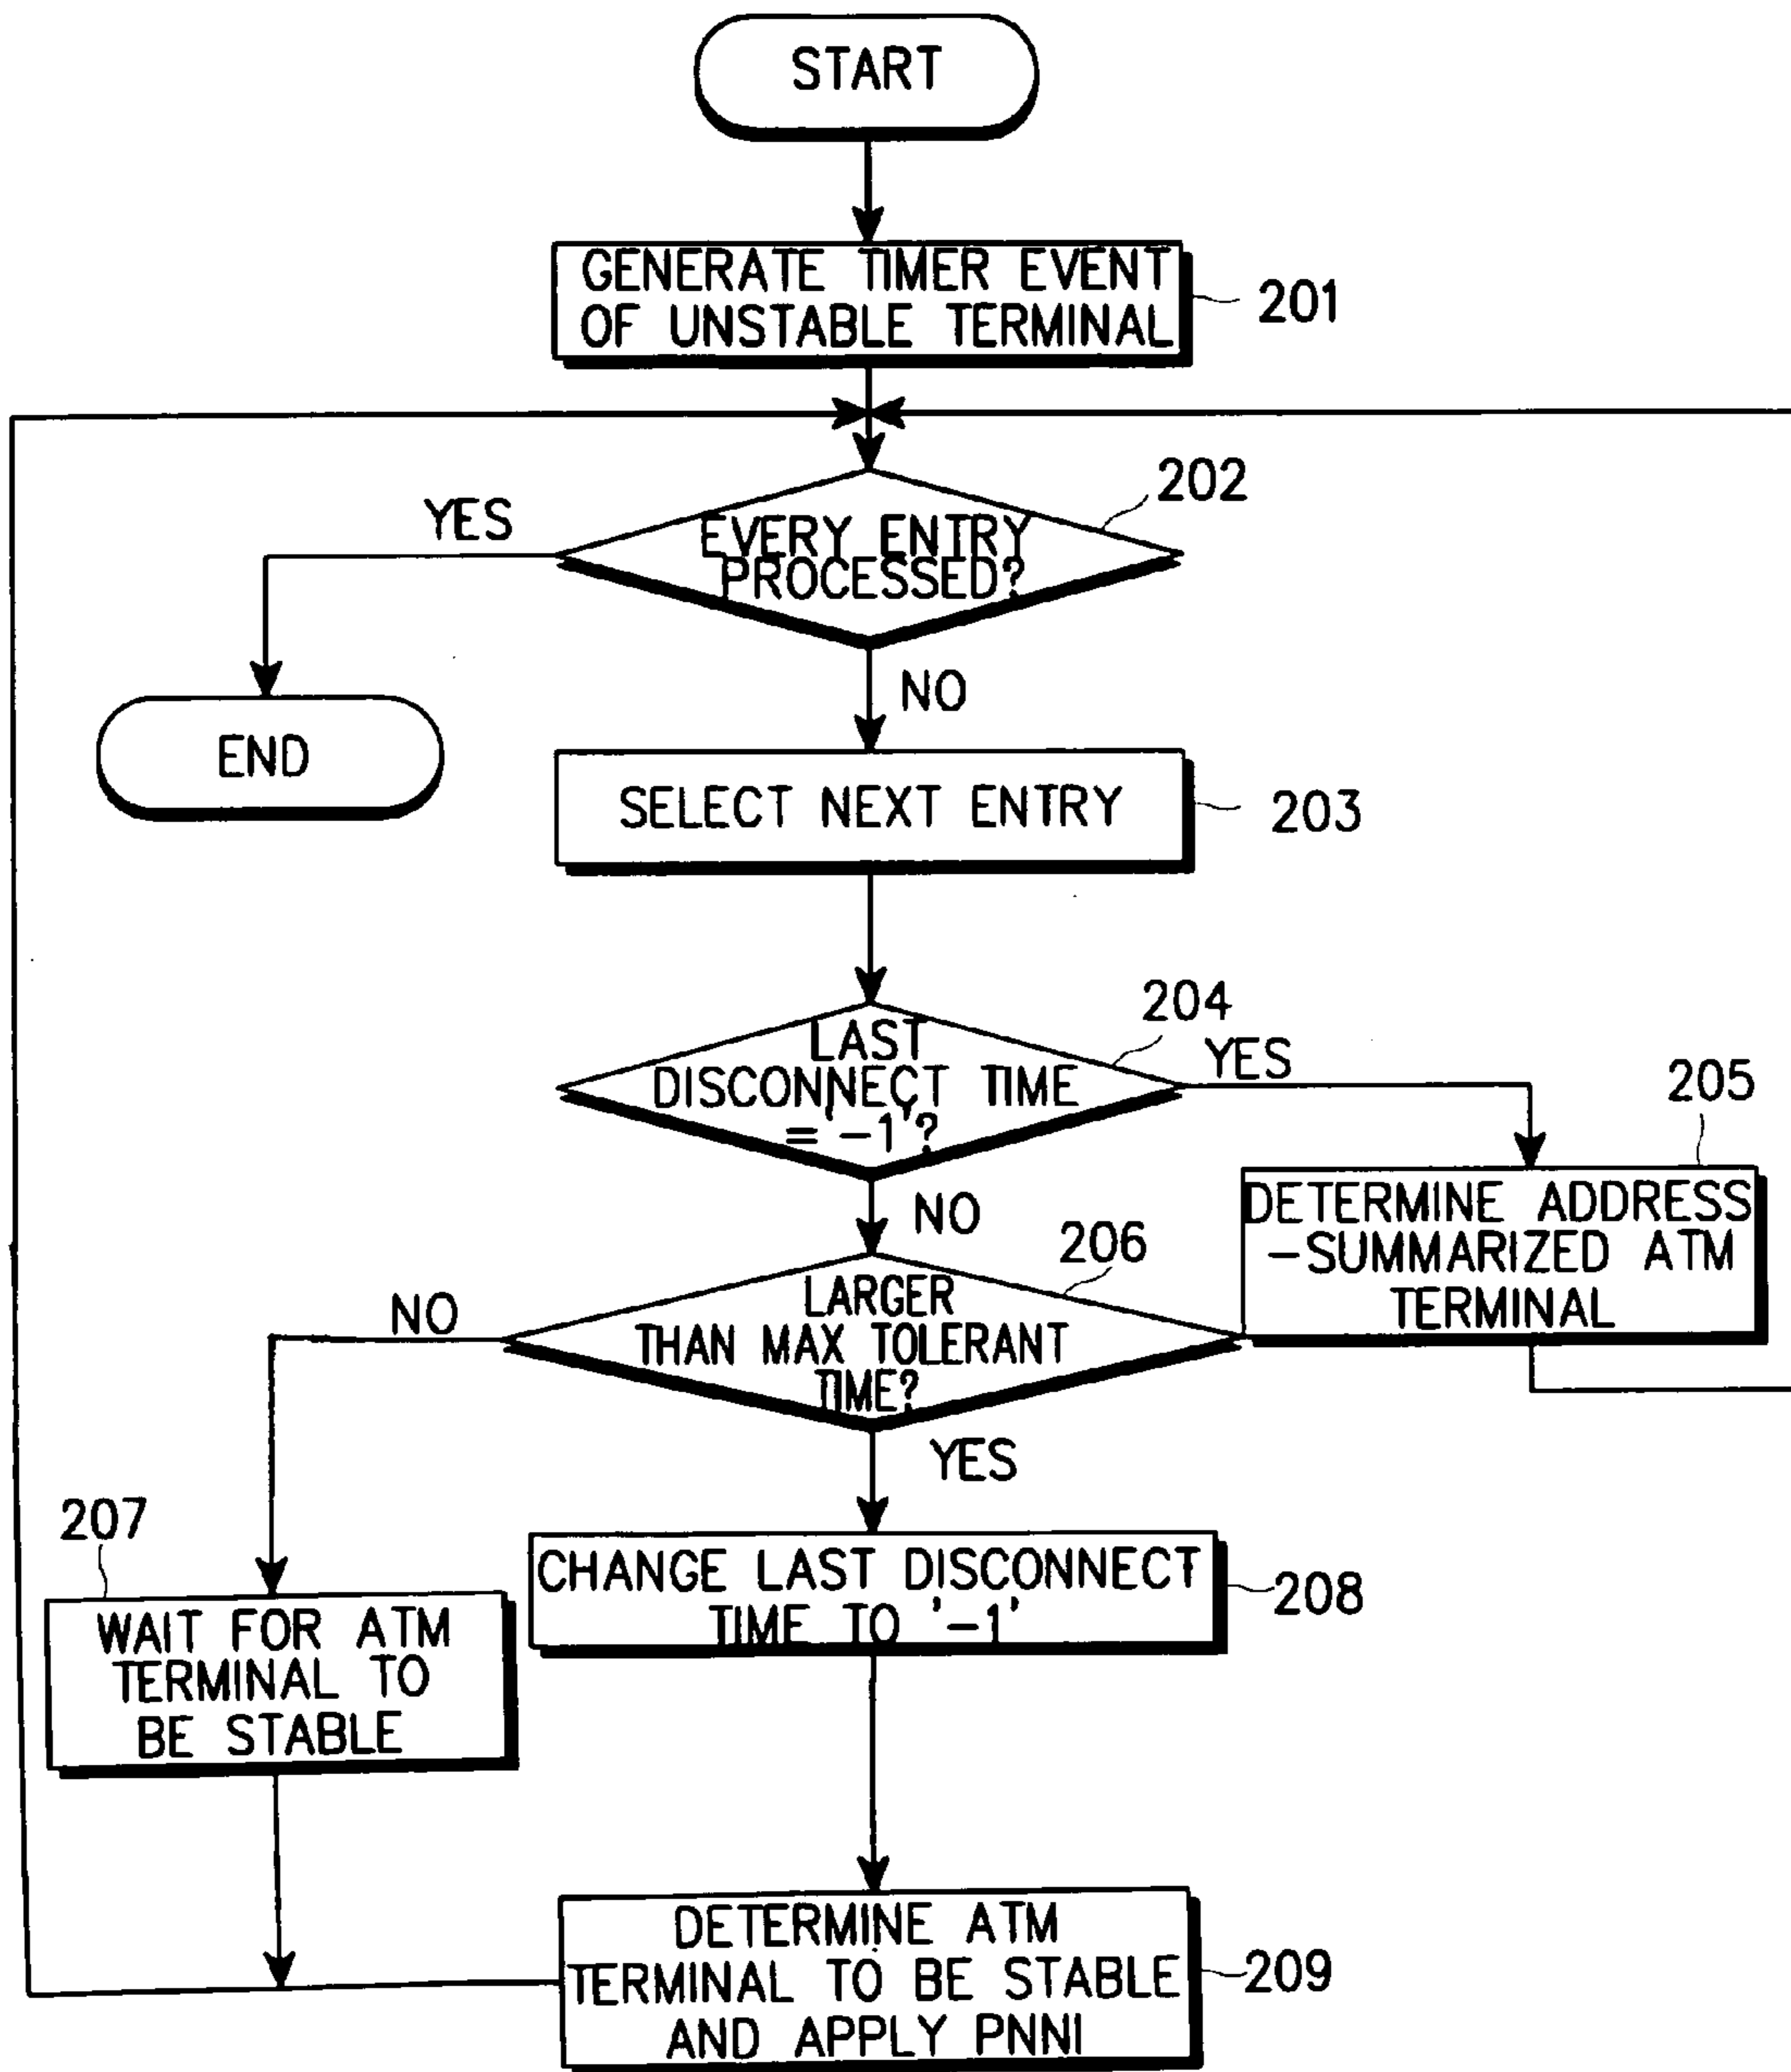 START
GENERATE TIMER EVENT
OF UNSTABLE TERMINAL
201
202
YES
EVERY ENTRY
PROCESSED?
NO
END
SELECT NEXT ENTRY
203
204
LAST
DISCONNECT TIME
='-1'?
YES
205
DETERMINE ADDRESS
-SUMMARIZED ATM
TERMINAL
NO
206
LARGER
THAN MAX TOLERANT
TIME?
NO
YES
207
WAIT FOR ATM
TERMINAL TO
BE STABLE
CHANGE LAST DISCONNECT
TIME TO '-1'
208
DETERMINE ATM
TERMINAL TO BE STABLE
AND APPLY PNNI
209